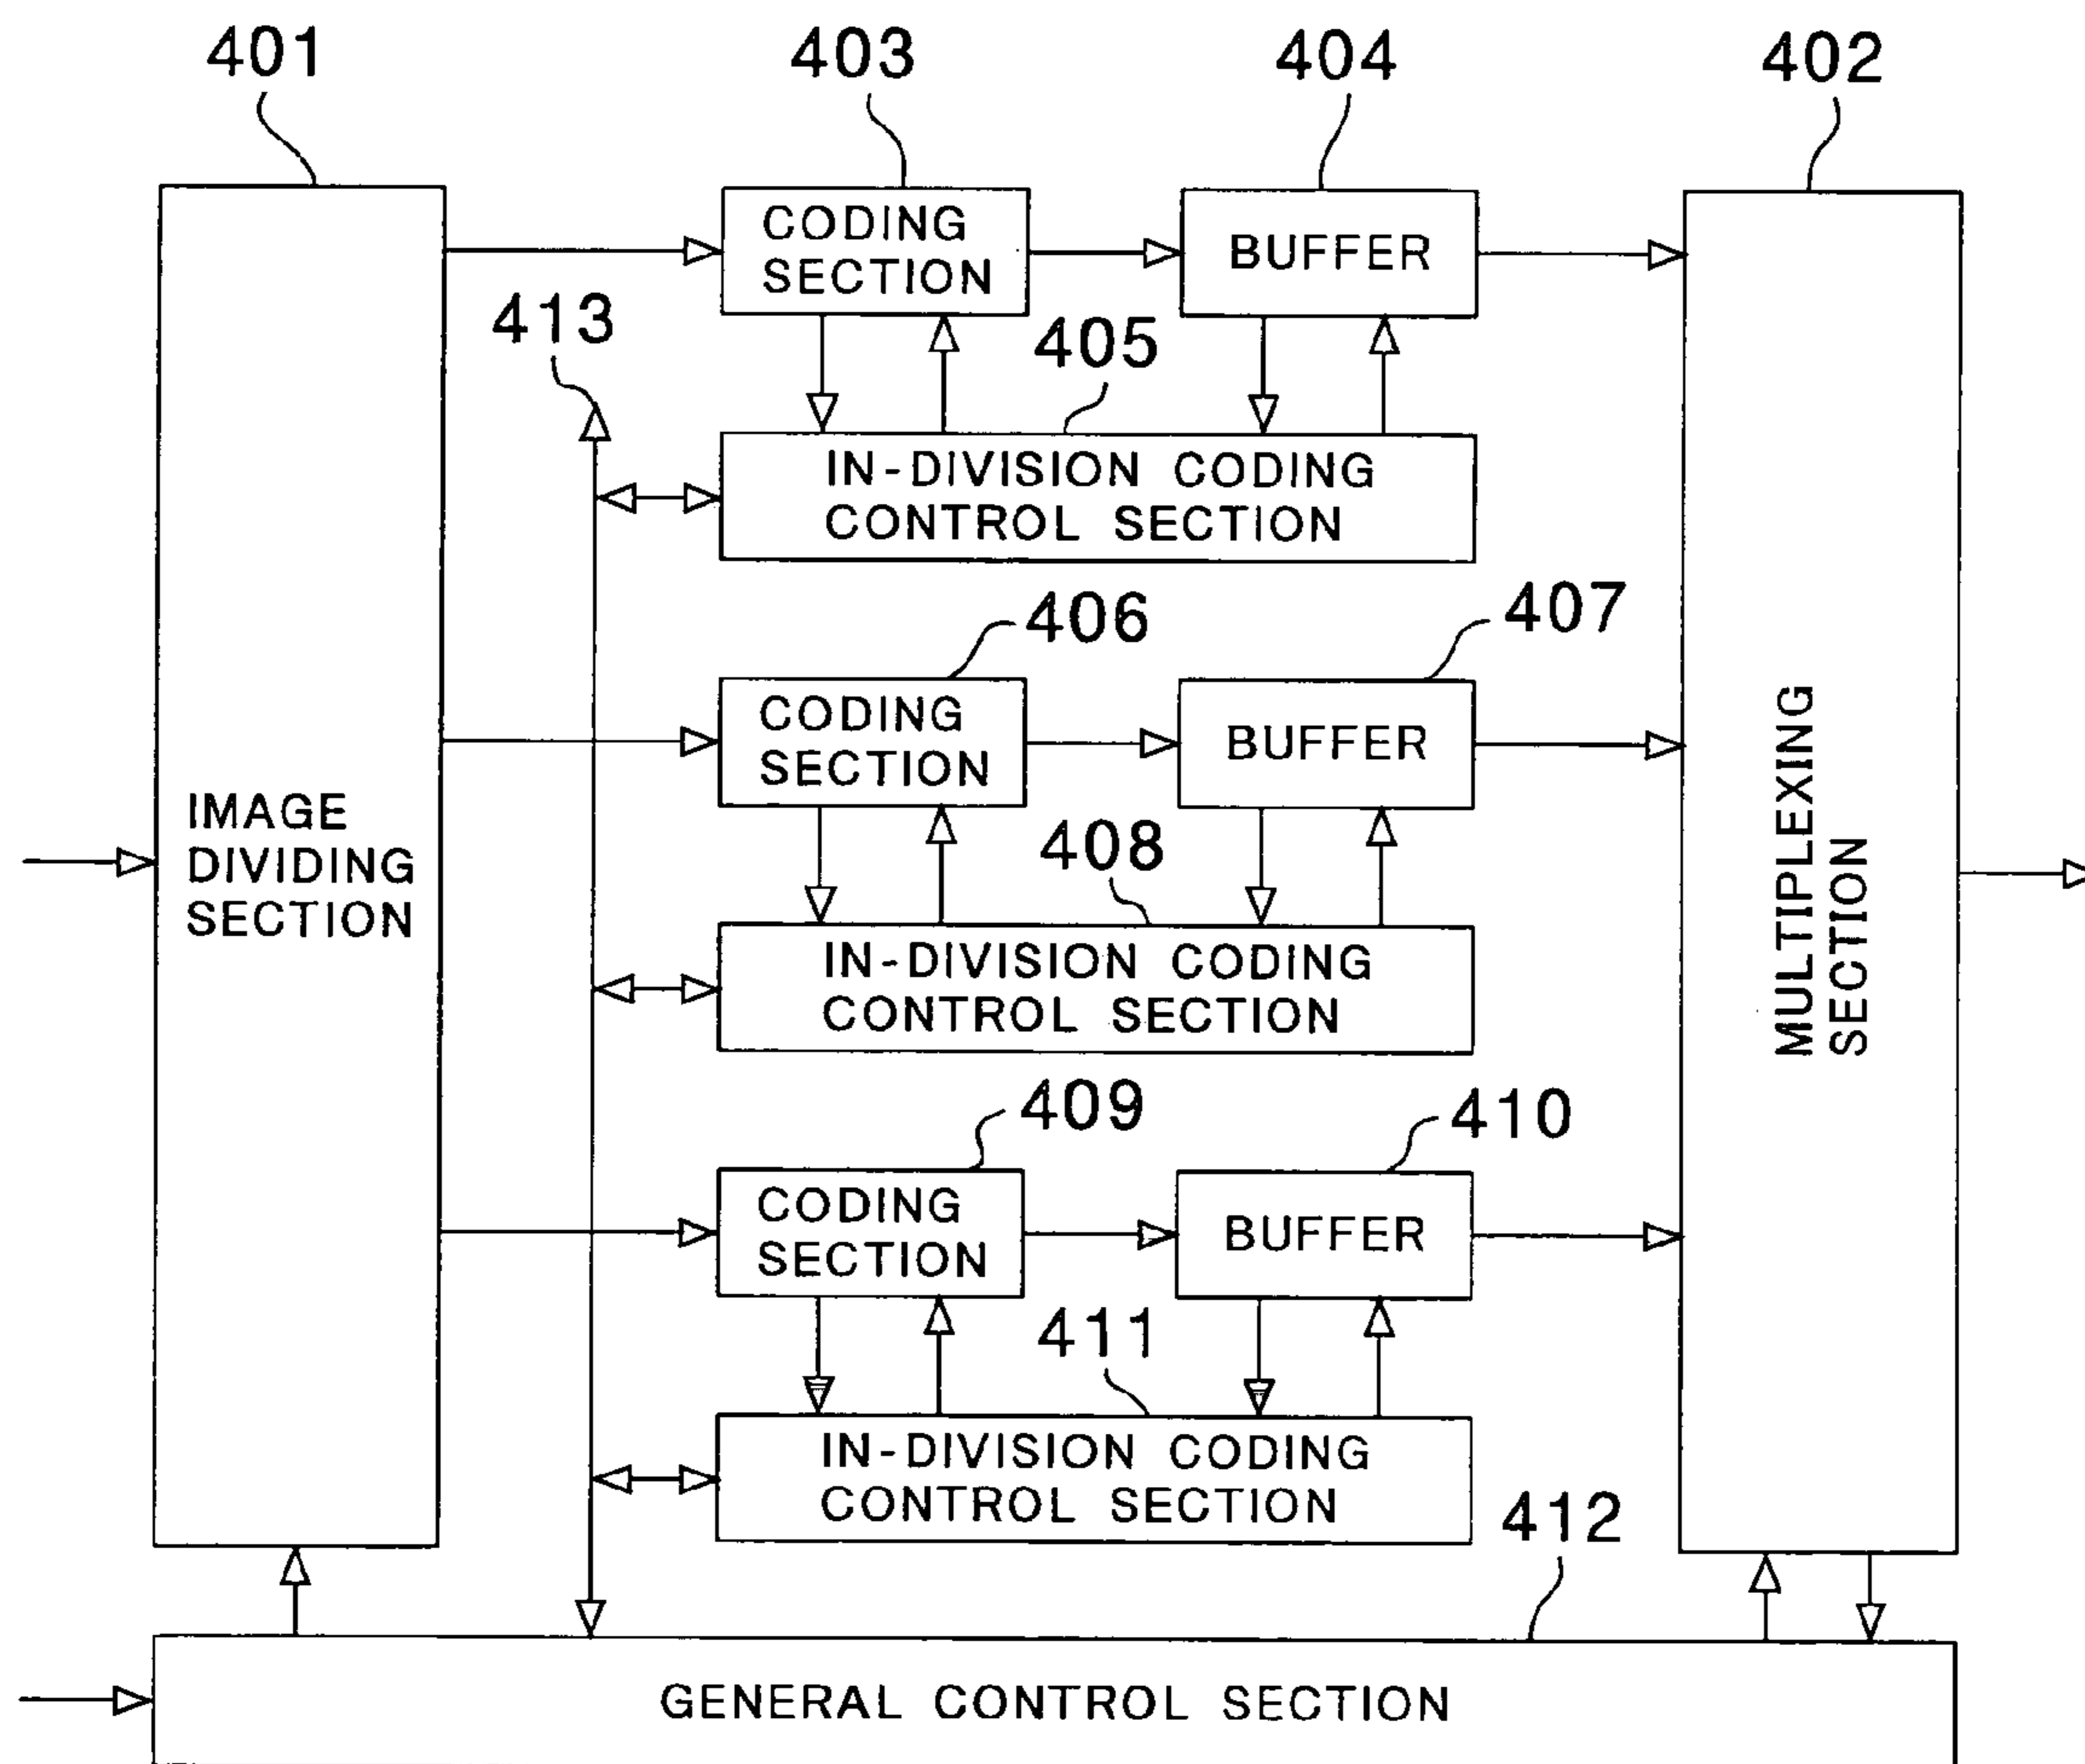 401
403
404
402
CODING
SECTION
BUFFER
413
405
IN-DIVISION CODING
CONTROL SECTION
406
407
CODING
SECTION
BUFFER
IMAGE
DIVIDING
SECTION
408
MULTIPLEXING
SECTION
IN-DIVISION CODING
CONTROL SECTION
409
410
CODING
SECTION
BUFFER
411
IN-DIVISION CODING
CONTROL SECTION
412
GENERAL CONTROL SECTION